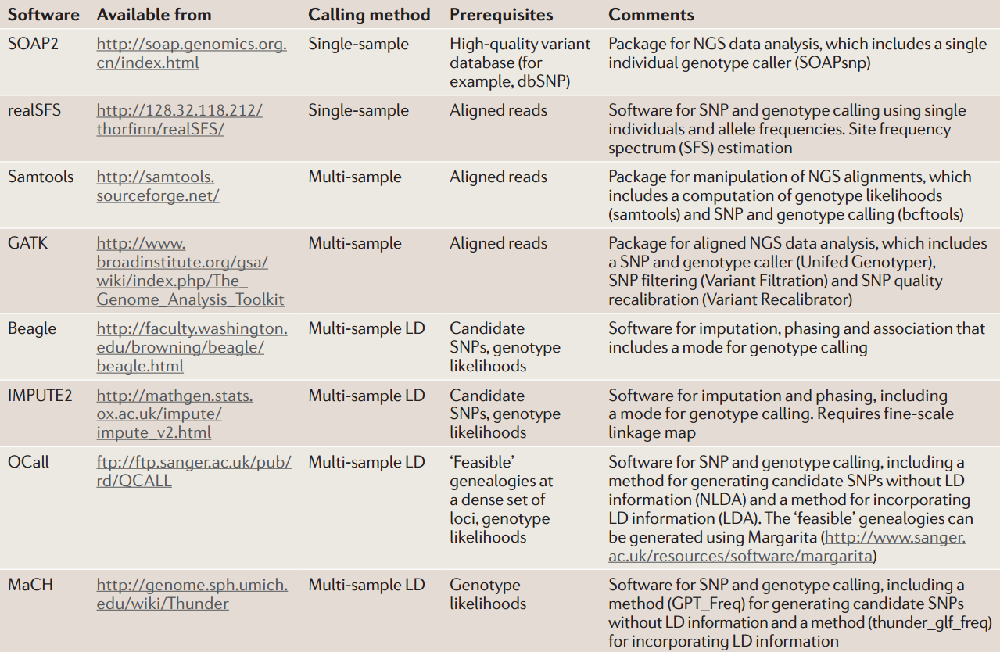 Software Available from Calling method Prerequisites Comments
SOAP2 http://soap.genomics.org. Single-sample High-quality variant Package for NGS data analysis, which includes a single
cn/index.html database (for individual genotype caller (SOAPsnp)
example, dbSNP)
realSFS http://128.32.118.212/ Single-sample Aligned reads Software for SNP and genotype calling using single
thorfinn/realSFS/ individuals and allele frequencies. Site frequency
spectrum (SFS) estimation
Samtools http://samtools. Multi-sample Aligned reads Package for manipulation of NGS alignments, which
sourceforge.net/ includes a computation of genotype likelihoods
(samtools) and SNP and genotype calling (bcftools)
GATK http://www. Multi-sample Aligned reads Package for aligned NGS data analysis, which includes
broadinstitute.org/gsa/ a SNP and genotype caller (Unifed Genotyper),
wiki/index.php/The_ SNP filtering (Variant Filtration) and SNP quality
Genome_Analysis_Toolkit recalibration (Variant Recalibrator)
Beagle http://faculty.washington. Multi-sample LD Candidate Software for imputation, phasing and association that
edu/browning/beagle/ SNPs, genotype includes a mode for genotype calling
beagle.html likelihoods
IMPUTE2 http://mathgen.stats. Multi-sample LD Candidate Software for imputation and phasing, including
ox.ac.uk/impute/ SNPs, genotype a mode for genotype calling. Requires fine-scale
impute_v2.html likelihoods linkage map
QCall ftp://ftp.sanger.ac.uk/pub/ Multi-sample LD ‘Feasible’ Software for SNP and genotype calling, including a
rd/QCALL genealogies at method for generating candidate SNPs without LD
a dense set of information (NLDA) and a method for incorporating
loci, genotype LD information (LDA). The ‘feasible’ genealogies can
likelihoods be generated using Margarita (http://www.sanger.
ac.uk/resources/software/margarita)
MaCH http://genome.sph.umich. Multi-sample LD Genotype Software for SNP and genotype calling, including a
edu/wiki/Thunder likelihoods method (GPT_Freq) for generating candidate SNPs
without LD information and a method (thunder_glf_freq)
for incorporating LD information